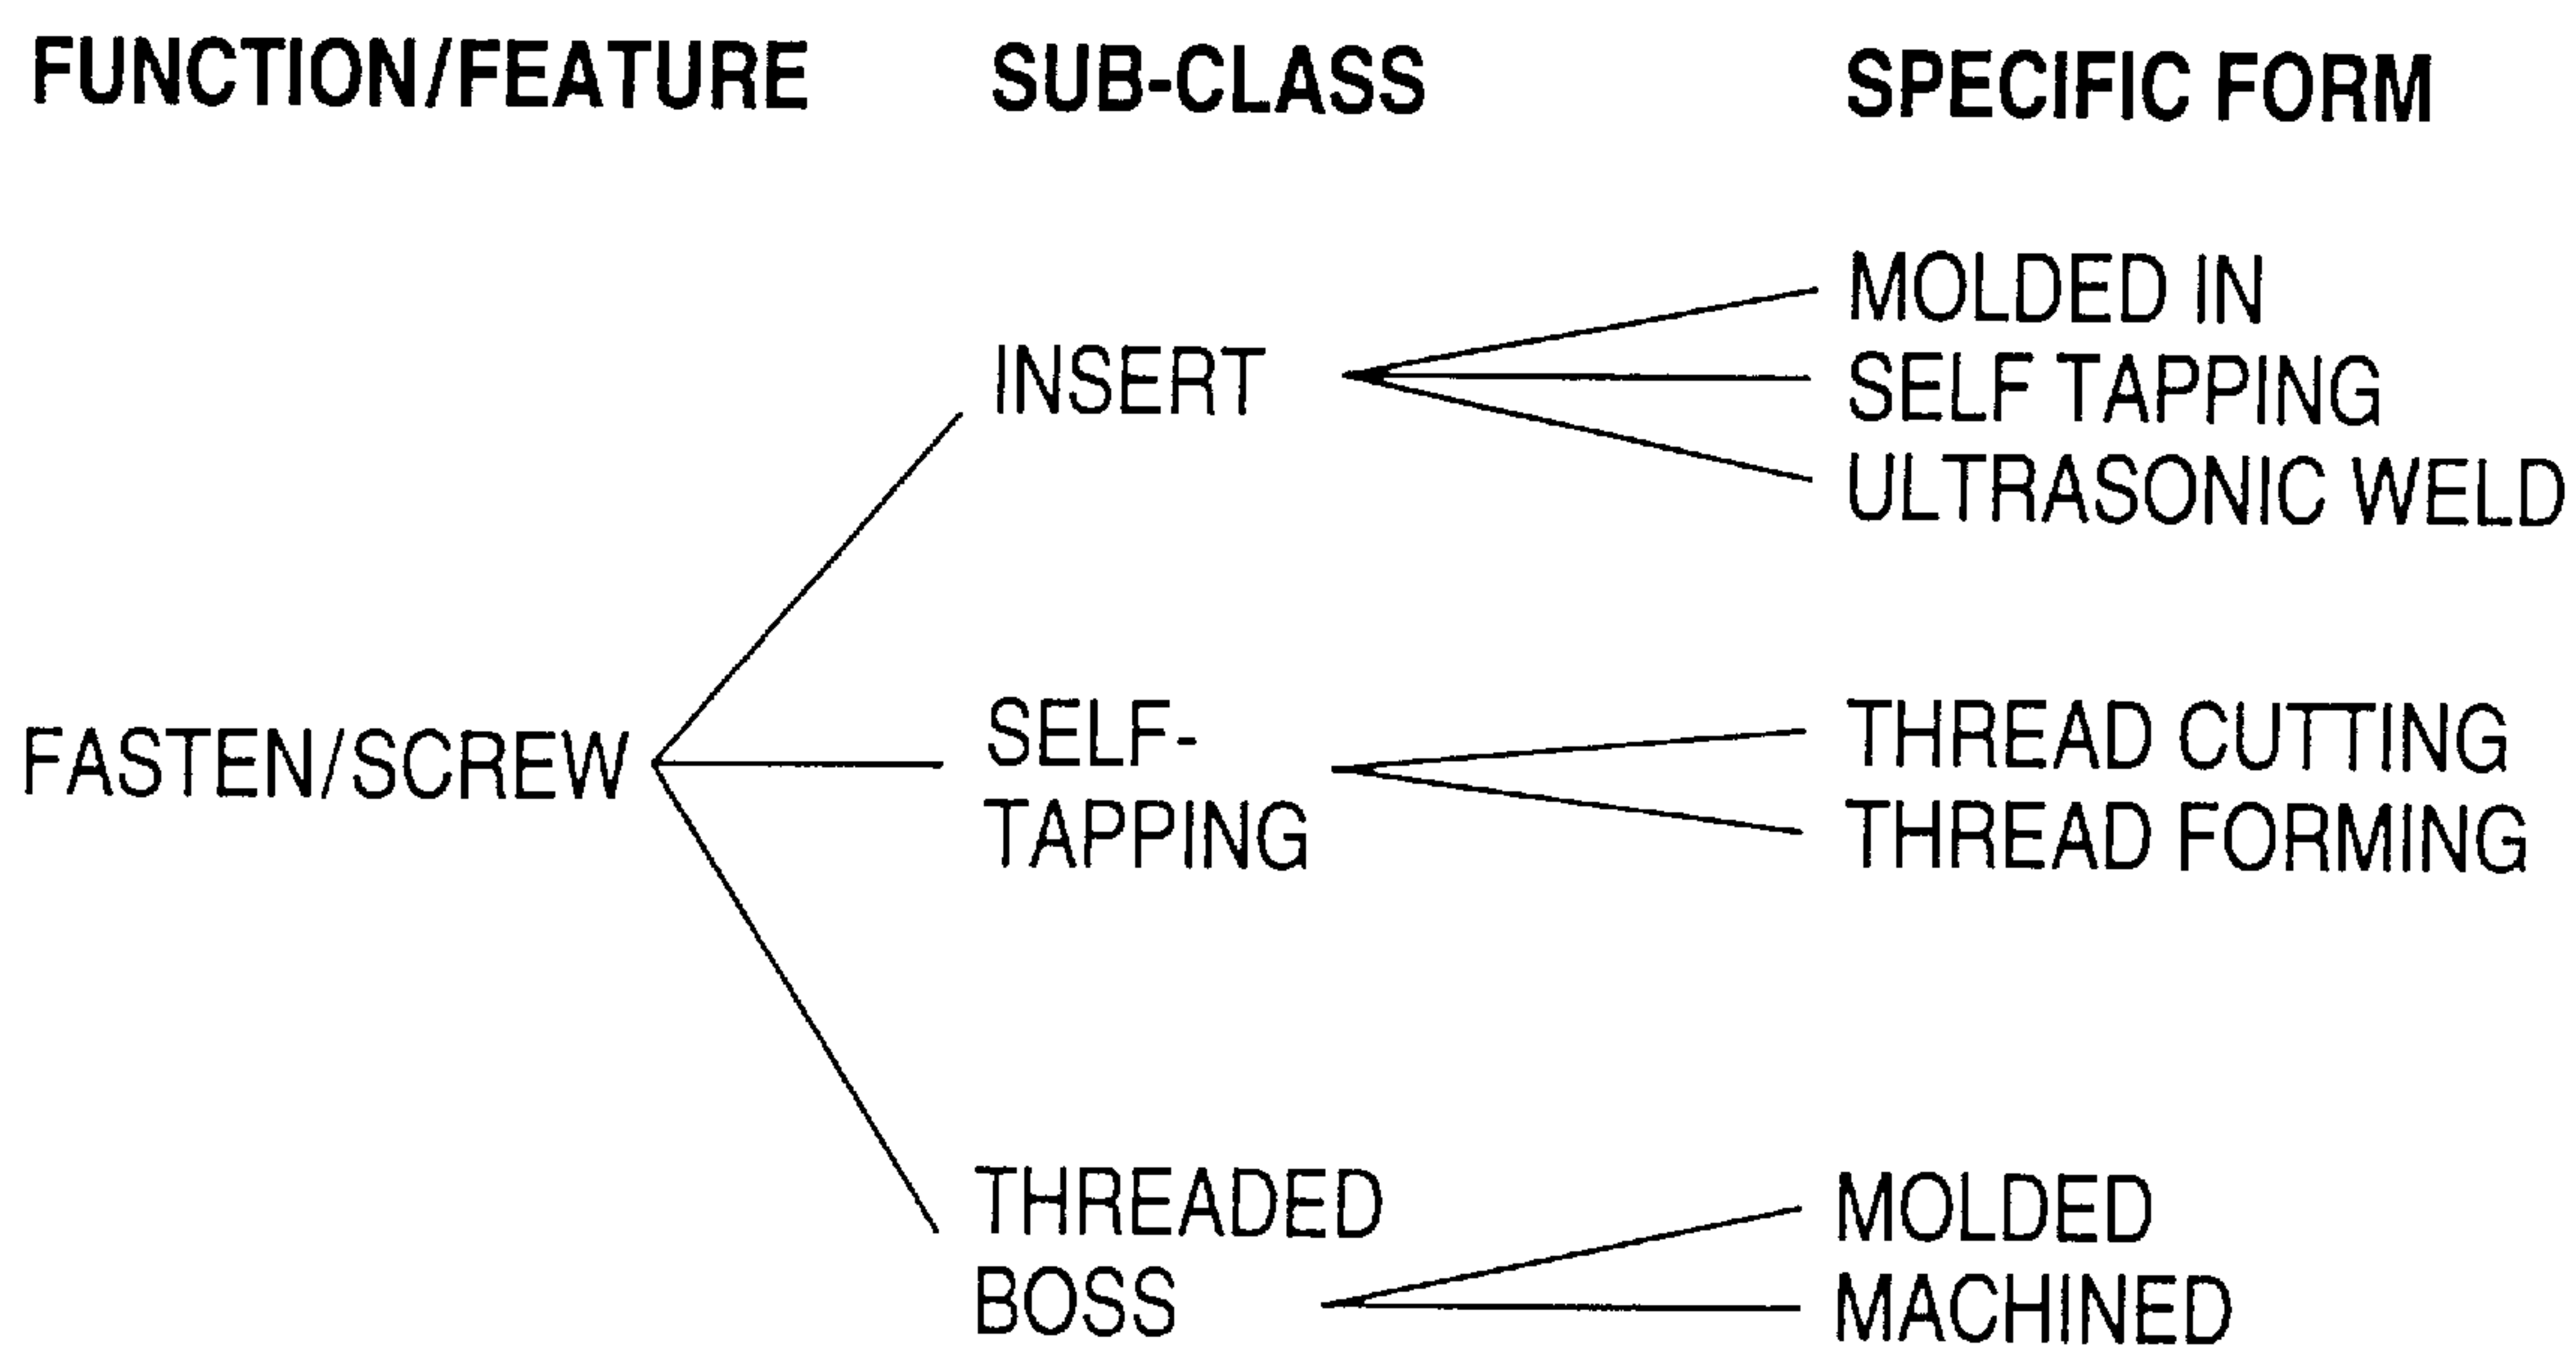 FUNCTION/FEATURE SUB-CLASS SPECIFIC FORM
MOLDED IN
INSERT SELF TAPPING
ULTRASONIC WELD
FASTEN/SCREW SELF- THREAD CUTTING
TAPPING THREAD FORMING
THREADED MOLDED
BOSS MACHINED